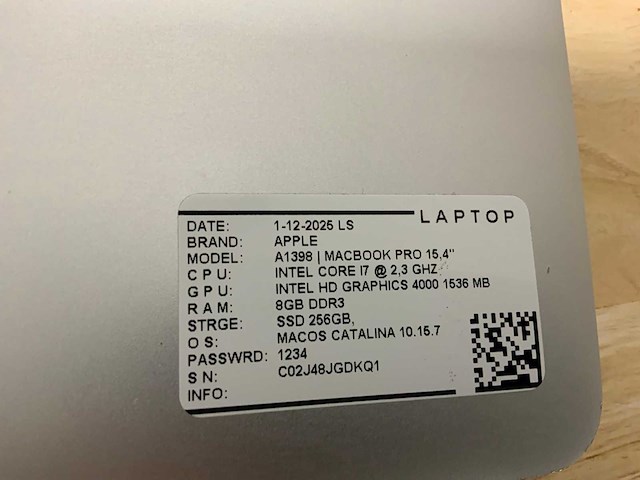 LAPTOP
DATE: 1-12-2025 LS
BRAND: APPLE
MODEL: A1398 | MACBOOK PRO 15,4"
CPU: INTEL CORE I7 @ 2,3 GHZ
GPU: INTEL HD GRAPHICS 4000 1536 MB
RAM: 8GB DDR3
STRGE: SSD 256GB,
OS: MACOS CATALINA 10.15.7
PASSWRD: 1234
SN: C02J48JGDKQ1
INFO: